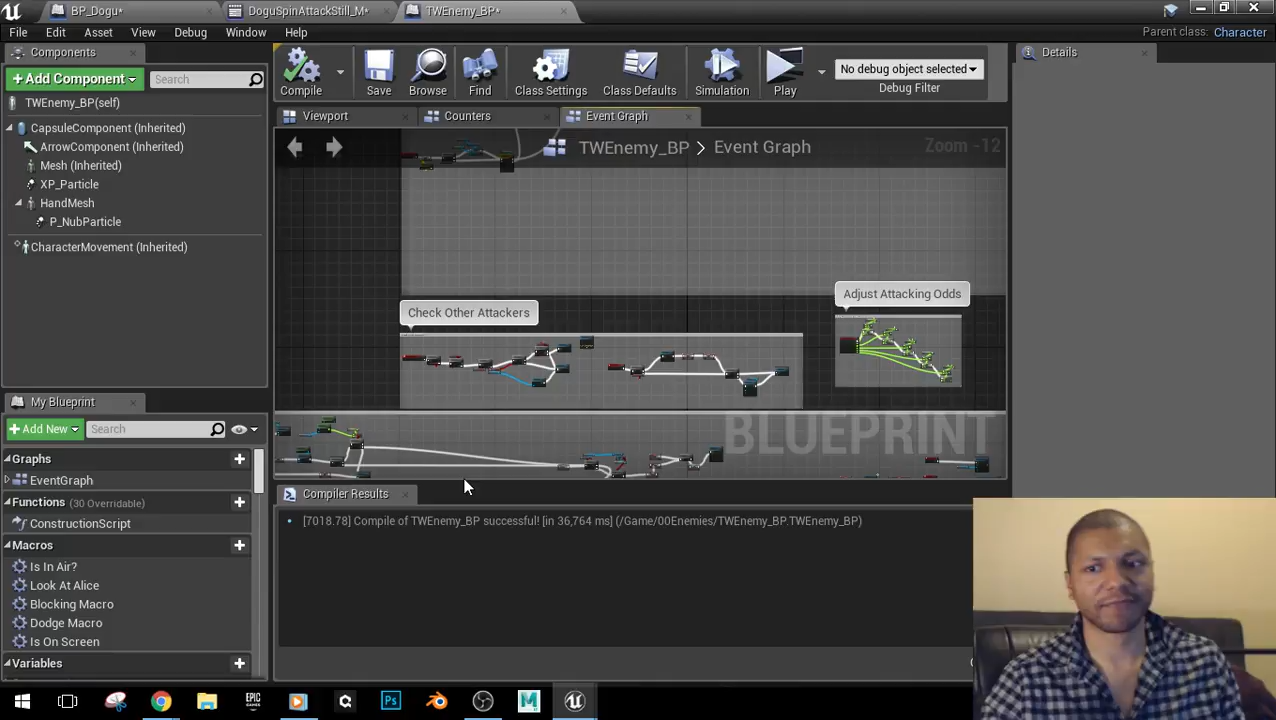 BP_Dogu*
DoguSpinAttackStill_M*
TWEnemy_BP*
File Edit Asset View Debug Window Help
Parent class: Character
Components
+Add Component
Search
TWEnemy_BP(self)
CapsuleComponent (Inherited)
ArrowComponent (Inherited)
Mesh (Inherited)
XP_Particle
HandMesh
P_NubParticle
CharacterMovement (Inherited)
My Blueprint
+Add New
Search
Graphs
EventGraph
Functions (30 Overridable)
ConstructionScript
Macros
Is In Air?
Look At Alice
Blocking Macro
Dodge Macro
Is On Screen
Variables
Compile
Save
Browse
Find
Class Settings
Class Defaults
Simulation
Play
No debug object selected
Debug Filter
Viewport
Counters
Event Graph
TWEnemy_BP > Event Graph
Zoom -12
Check Other Attackers
Adjust Attacking Odds
BLUEPRINT
Compiler Results
[7018.78] Compile of TWEnemy_BP successful! [in 36,764 ms] (/Game/00Enemies/TWEnemy_BP.TWEnemy_BP)
Details
EPIC
GAMES
Ps
M